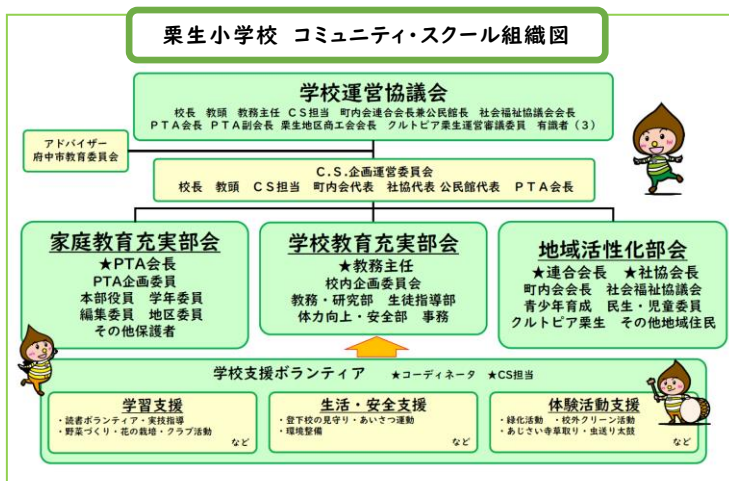 栗生小学校 コミュニティ・スクール組織図
学校運営協議会
校長 教頭 教務主任 CS担当 町内会連合会長兼公民館長 社会福祉協議会会長
PTA会長 PTA副会長 栗生地区商工会会長 クルトピア栗生運営審議委員 有識者（3）
アドバイザー
府中市教育委員会
C.S.企画運営委員会
校長 教頭 CS担当 町内会代表 社協代表 公民館代表 PTA会長
家庭教育充実部会
★PTA会長
PTA企画委員
本部役員 学年委員
編集委員 地区委員
その他保護者
学校教育充実部会
★教務主任
校内企画委員会
教務・研究部 生徒指導部
体力向上・安全部 事務
地域活性化部会
★連合会長 ★社協会長
町内会会長 社会福祉協議会
青少年育成 民生・児童委員
クルトピア栗生 その他地域住民
学校支援ボランティア ★コーディネータ ★CS担当
学習支援
・読書ボランティア・実技指導
・野菜づくり・花の栽培・クラブ活動
など
生活・安全支援
・登下校の見守り・あいさつ運動
・環境整備
など
体験活動支援
・緑化活動 ・校外クリーン活動
・あじさい寺草取り・虫送り太鼓
など